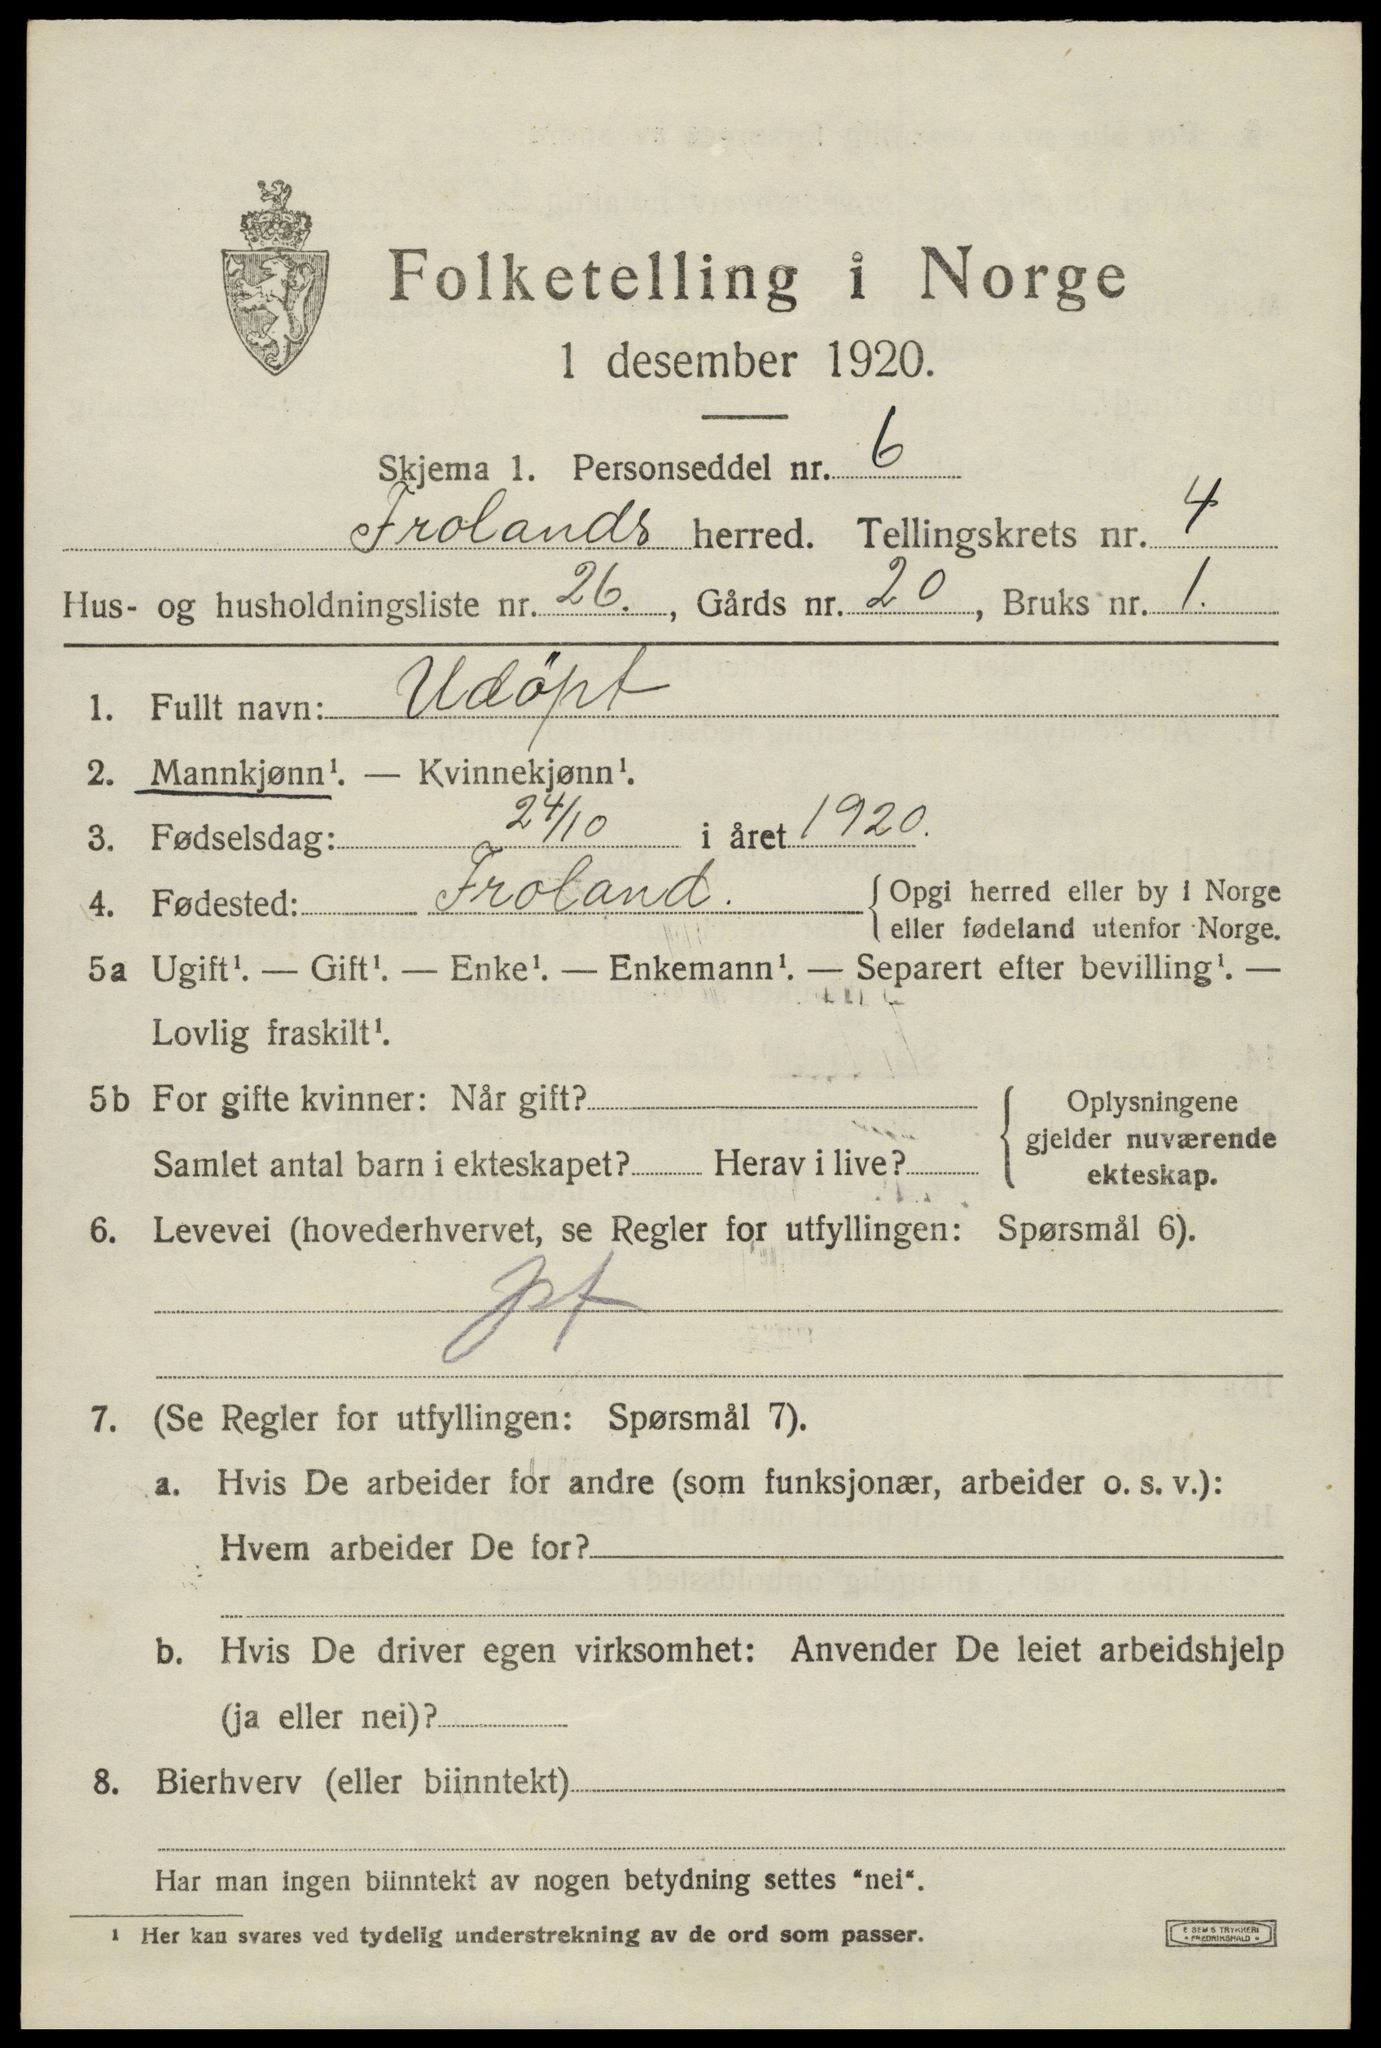 Folketelling i Norge
1 desember 1920.
Skjema 1. Personseddel nr. 6
Frolands herred. Tellingskrets nr. 4
Hus- og husholdningsliste nr. 26. , Gårds nr. 20 , Bruks nr. 1.
1. Fullt navn: Udöpt
2. Mannkjønn¹. — Kvinnekjønn¹.
3. Fødselsdag: 24/10 i året 1920.
4. Fødested: Froland. { Opgi herred eller by i Norge
eller fødeland utenfor Norge.
5a Ugift¹. — Gift¹. — Enke¹. — Enkemann¹. — Separert efter bevilling¹. —
Lovlig fraskilt¹.
5b For gifte kvinner: Når gift?
Samlet antal barn i ekteskapet? Herav i live?
{ Oplysningene
gjelder nuværende
ekteskap.
6. Levevei (hovederhvervet, se Regler for utfyllingen: Spørsmål 6).
pt
7. (Se Regler for utfyllingen: Spørsmål 7).
a. Hvis De arbeider for andre (som funksjonær, arbeider o. s. v.):
Hvem arbeider De for?
b. Hvis De driver egen virksomhet: Anvender De leiet arbeidshjelp
(ja eller nei)?
8. Bierhverv (eller biinntekt)
Har man ingen biinntekt av nogen betydning settes "nei".
¹ Her kan svares ved tydelig understrekning av de ord som passer.
E SEM'S TRYKKERI
FREDRIKSHALD